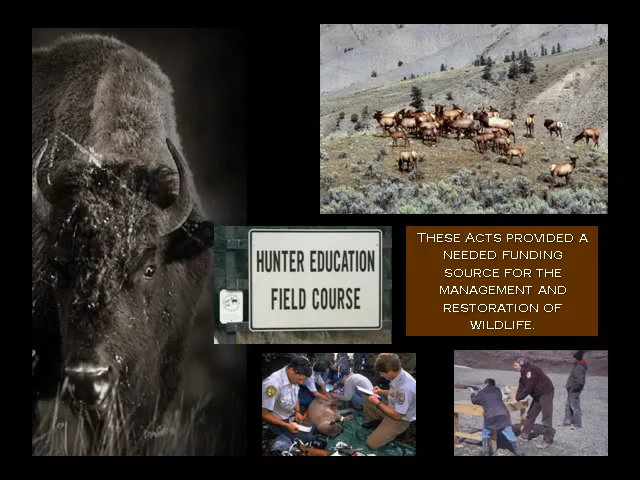 HUNTER EDUCATION
FIELD COURSE
THESE ACTS PROVIDED A
NEEDED FUNDING
SOURCE FOR THE
MANAGEMENT AND
RESTORATION OF
WILDLIFE.